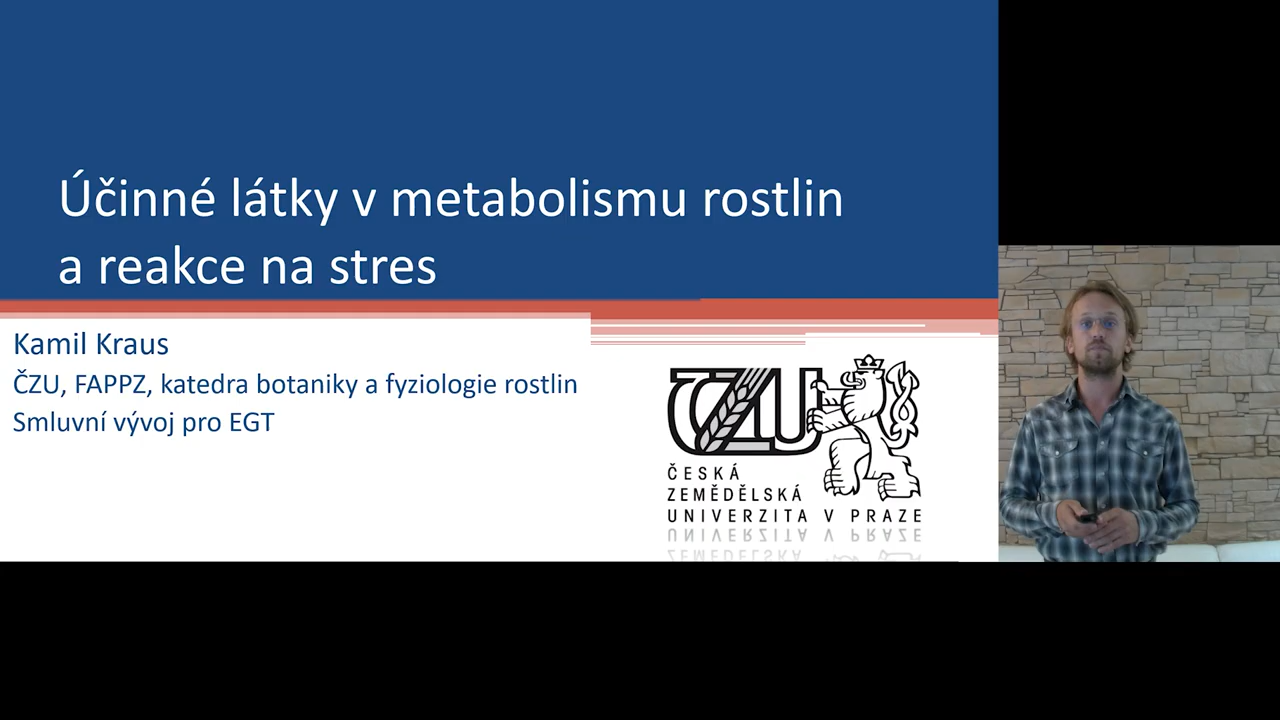 Účinné látky v metabolismu rostlin
a reakce na stres
Kamil Kraus
ČZU, FAPPZ, katedra botaniky a fyziologie rostlin
Smluvní vývoj pro EGT
ČZU
ČESKÁ
ZEMĚDĚLSKÁ
UNIVERZITA V PRAZE